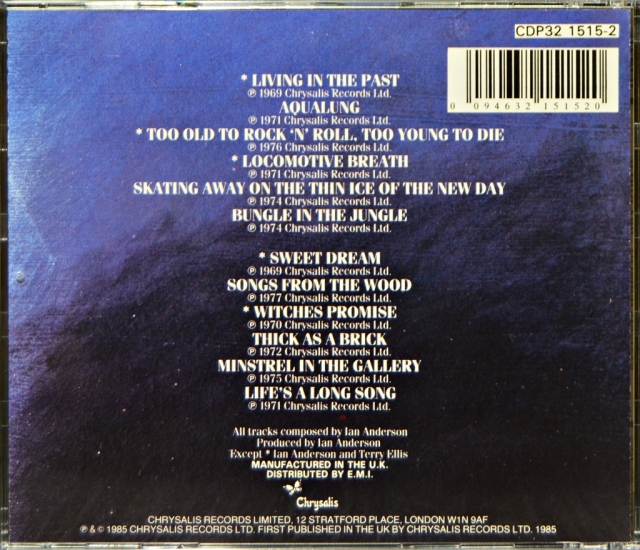 CDP32 1515-2
0 094632 151520
* LIVING IN THE PAST
℗ 1969 Chrysalis Records Ltd.
AQUALUNG
℗ 1971 Chrysalis Records Ltd.
* TOO OLD TO ROCK 'N' ROLL, TOO YOUNG TO DIE
℗ 1976 Chrysalis Records Ltd.
* LOCOMOTIVE BREATH
℗ 1971 Chrysalis Records Ltd.
SKATING AWAY ON THE THIN ICE OF THE NEW DAY
℗ 1974 Chrysalis Records Ltd.
BUNGLE IN THE JUNGLE
℗ 1974 Chrysalis Records Ltd.
* SWEET DREAM
℗ 1969 Chrysalis Records Ltd.
SONGS FROM THE WOOD
℗ 1977 Chrysalis Records Ltd.
* WITCHES PROMISE
℗ 1970 Chrysalis Records Ltd.
THICK AS A BRICK
℗ 1972 Chrysalis Records Ltd.
MINSTREL IN THE GALLERY
℗ 1975 Chrysalis Records Ltd.
LIFE'S A LONG SONG
℗ 1971 Chrysalis Records Ltd.
All tracks composed by Ian Anderson
Produced by Ian Anderson
Except * Ian Anderson and Terry Ellis
MANUFACTURED IN THE U.K.
DISTRIBUTED BY E.M.I.
Chrysalis
CHRYSALIS RECORDS LIMITED, 12 STRATFORD PLACE, LONDON W1N 9AF
℗ & © 1985 CHRYSALIS RECORDS LTD. FIRST PUBLISHED IN THE UK BY CHRYSALIS RECORDS LTD. 1985